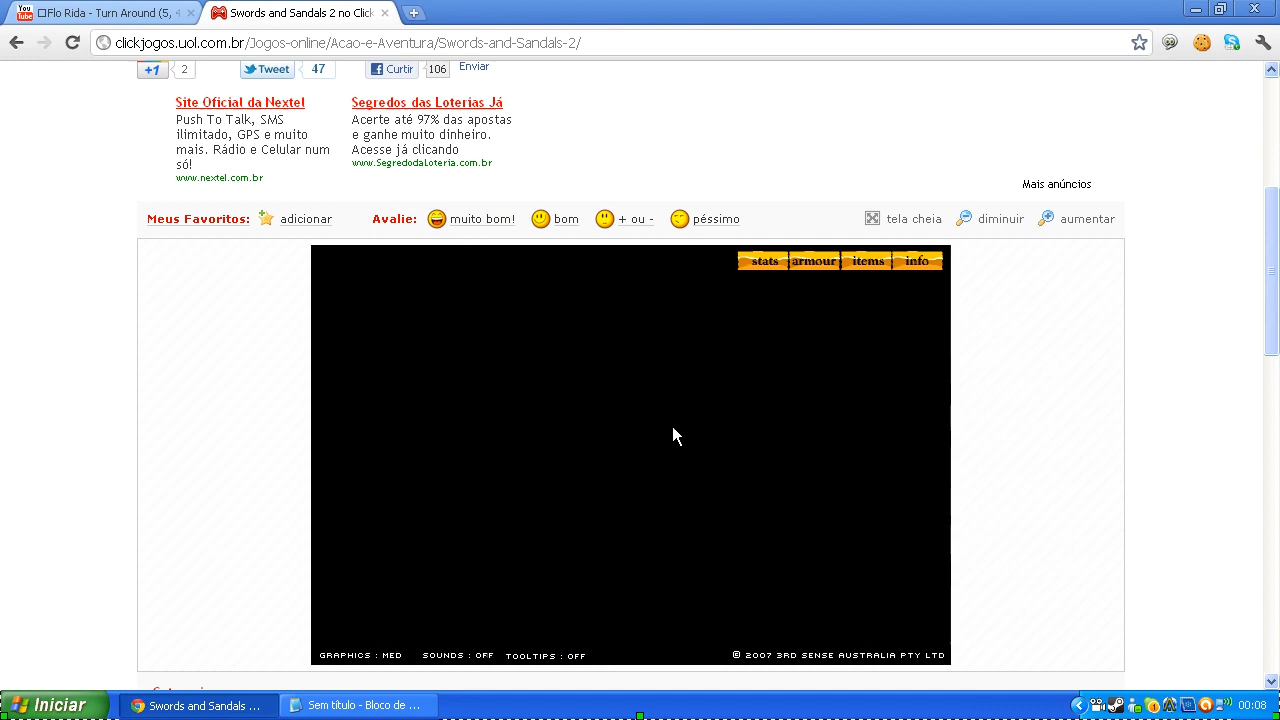 You Tube
Flo Rida - Turn Around (5, 4
Swords and Sandals 2 no Click
clickjogos.uol.com.br/Jogos-online/Acao-e-Aventura/Swords-and-Sandals-2/
+1
2
Tweet
47
Curtir
106
Enviar
Site Oficial da Nextel
Push To Talk, SMS
ilimitado, GPS e muito
mais. Rádio e Celular num
só!
www.nextel.com.br
Segredos das Loterias Já
Acerte até 97% das apostas
e ganhe muito dinheiro.
Acesse já clicando
www.SegredodaLoteria.com.br
Mais anúncios
Meus Favoritos: adicionar Avalie: muito bom! bom + ou - péssimo tela cheia diminuir aumentar
stats armour items info
GRAPHICS : MED SOUNDS : OFF TOOLTIPS : OFF © 2007 3RD SENSE AUSTRALIA PTY LTD
Iniciar Swords and Sandals ... Sem título - Bloco de ... 00:08